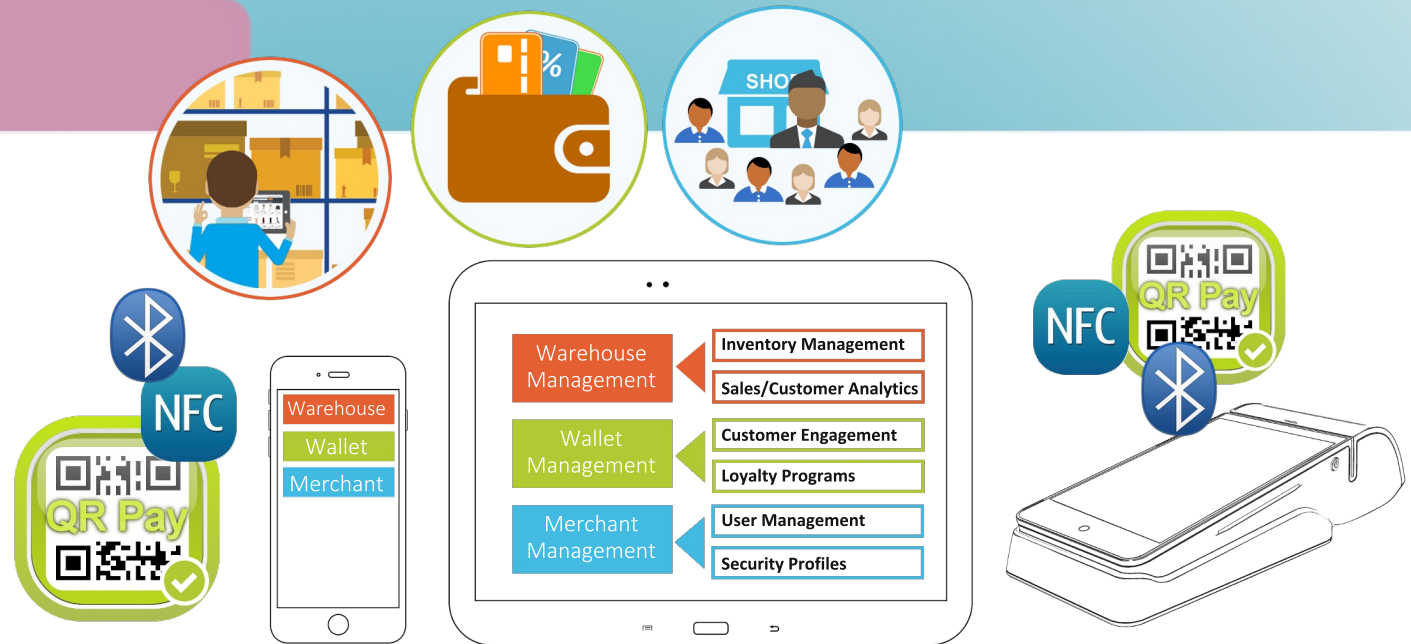 %
SHOP
NFC
QR Pay
Warehouse
Wallet
Merchant
Warehouse
Management
Inventory Management
Sales/Customer Analytics
Wallet
Management
Customer Engagement
Loyalty Programs
Merchant
Management
User Management
Security Profiles
NFC
QR Pay